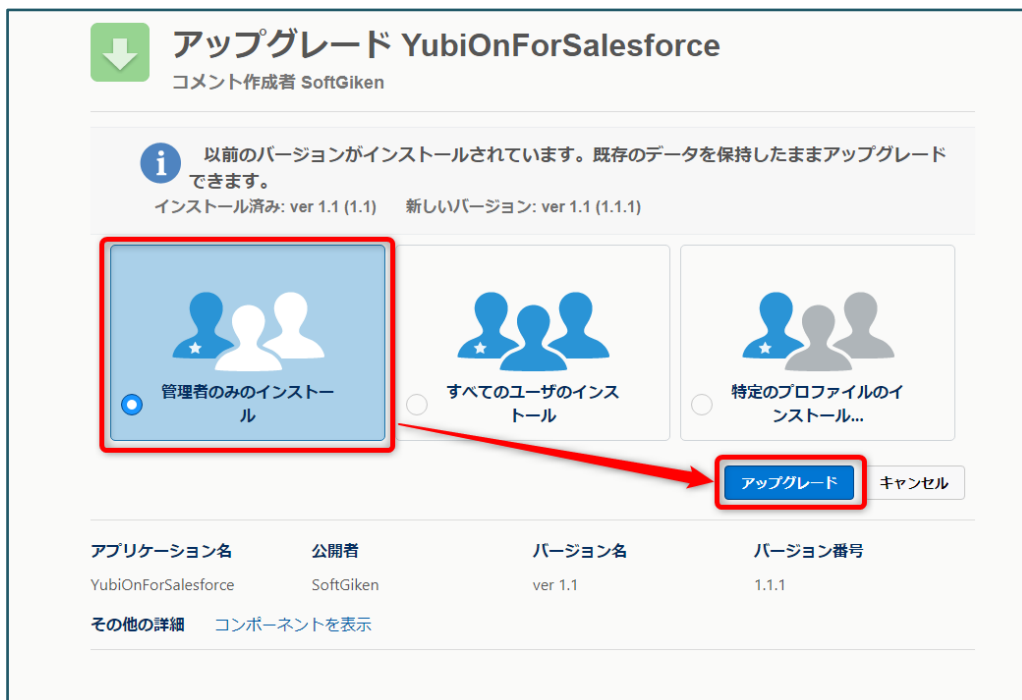 アップグレード YubiOnForSalesforce
コメント作成者 SoftGiken
以前のバージョンがインストールされています。既存のデータを保持したままアップグレード
できます。
インストール済み: ver 1.1 (1.1) 新しいバージョン: ver 1.1 (1.1.1)
管理者のみのインストー
ル
すべてのユーザのインス
トール
特定のプロファイルのイ
ンストール...
アップグレード キャンセル
アプリケーション名 公開者 バージョン名 バージョン番号
YubiOnForSalesforce SoftGiken ver 1.1 1.1.1
その他の詳細 コンポーネントを表示